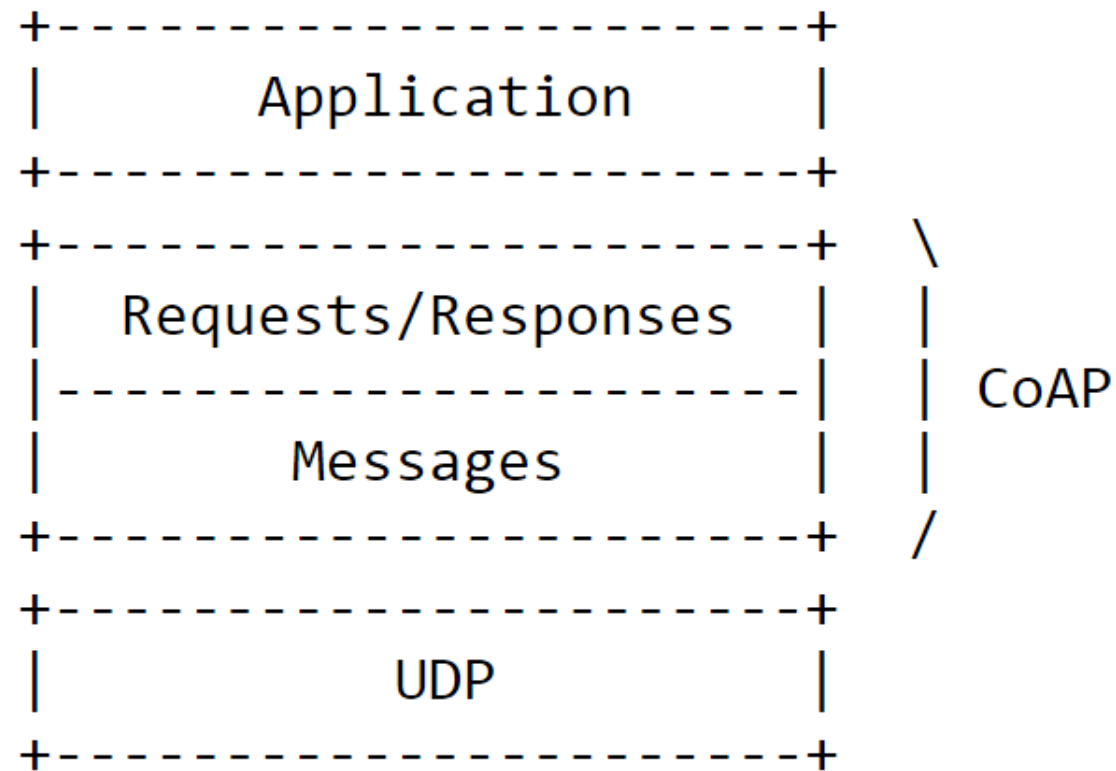 +----------------------+
|      Application     |
+----------------------+
+----------------------+  \
|  Requests/Responses  |  |
|----------------------|  | CoAP
|       Messages       |  |
+----------------------+  /
+----------------------+
|          UDP         |
+----------------------+